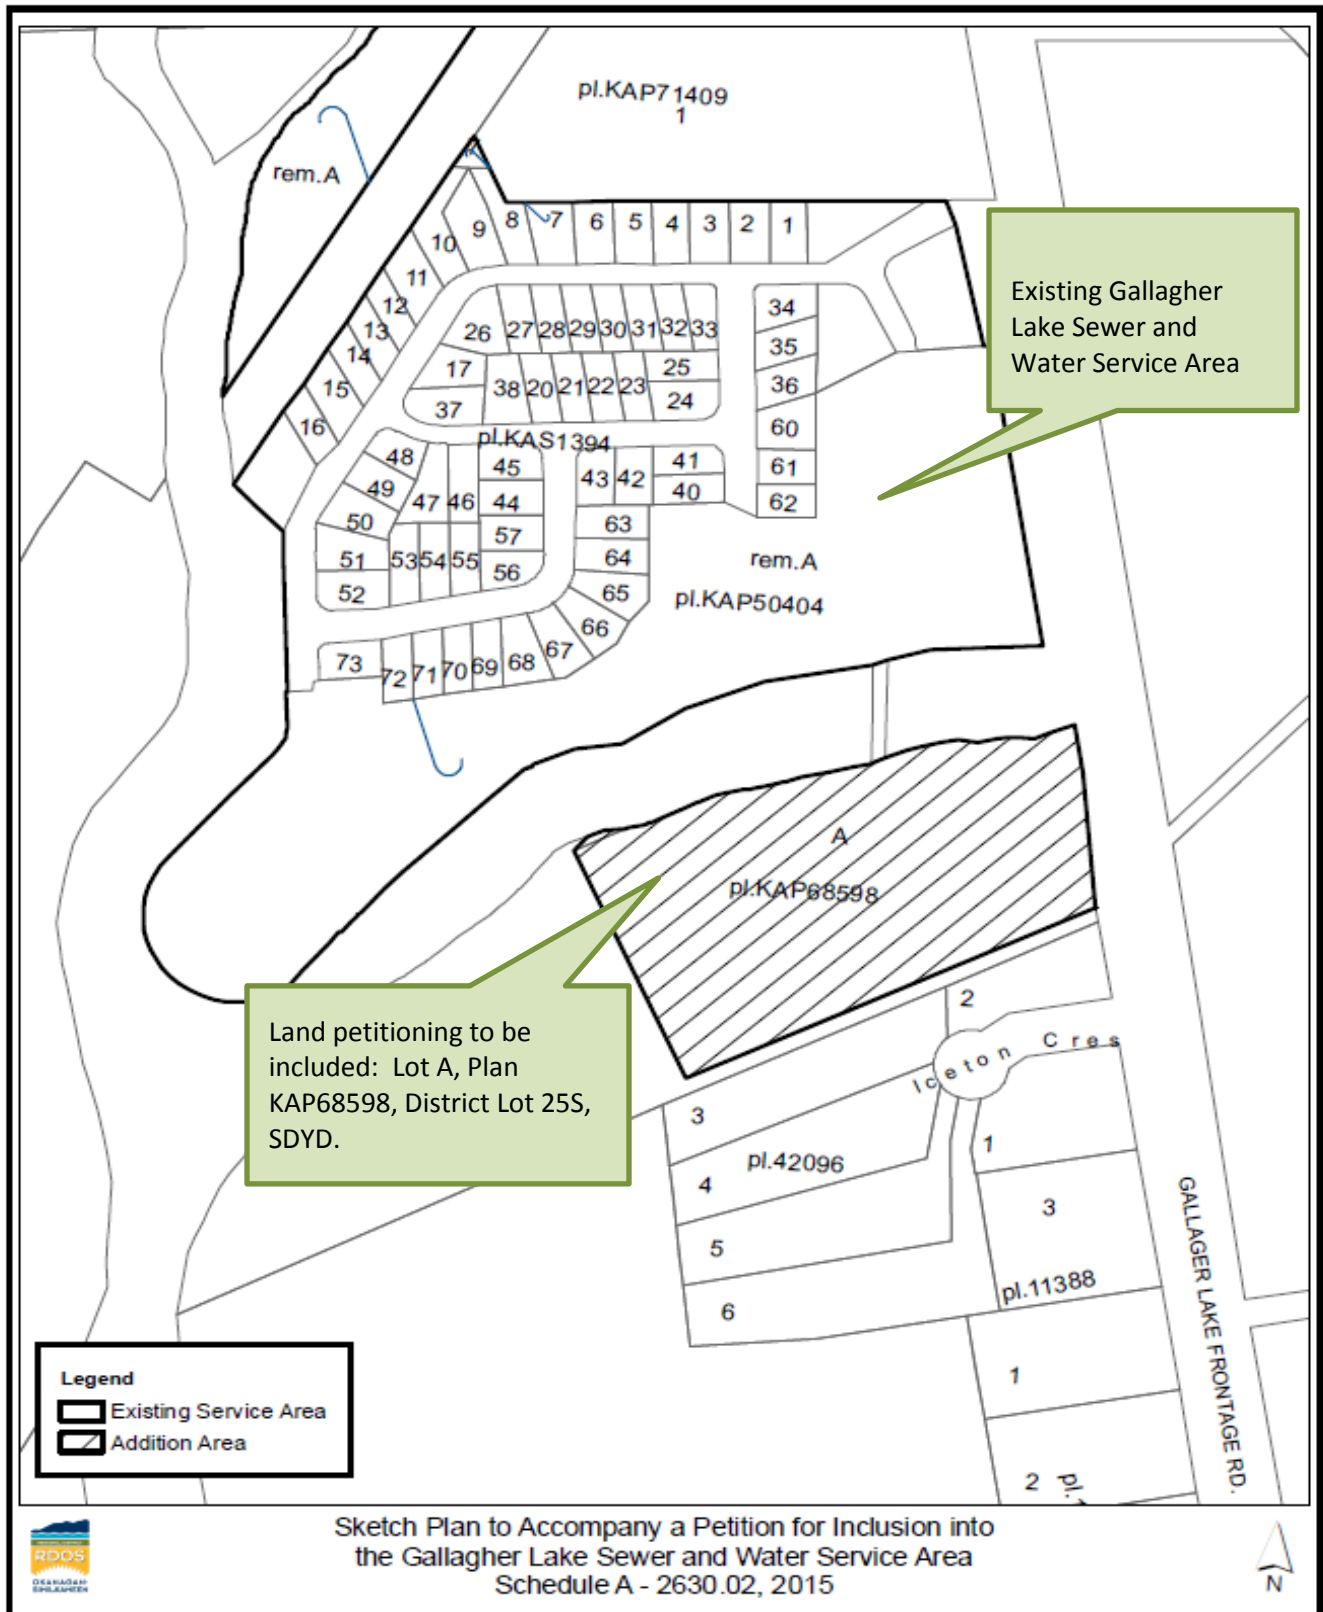 pl.KAP71409
1
rem.A
8 7 6 5 4 3 2 1
9
10
11
12
13
14
15
16
Existing Gallagher
Lake Sewer and
Water Service Area
26 27 28 29 30 31 32 33
34
35
36
60
61
62
17
37
38 20 21 22 23
25
24
pl.KAS1394
48
49
50
51
52
47 46
45
44
57
56
53 54 55
43 42
41
40
63
64
65
66
67
68
69
70
71
72
73
rem.A
pl.KAP50404
A
pl.KAP68598
Land petitioning to be
included: Lot A, Plan
KAP68598, District Lot 25S,
SDYD.
2
Iceton Cres
3
pl.42096
4
5
6
1
3
pl.11388
1
2
GALLAGER LAKE FRONTAGE RD.
Legend
Existing Service Area
Addition Area
RDOS
OKANAGAN-
SIMILKAMEEN
Sketch Plan to Accompany a Petition for Inclusion into
the Gallagher Lake Sewer and Water Service Area
Schedule A - 2630.02, 2015
N